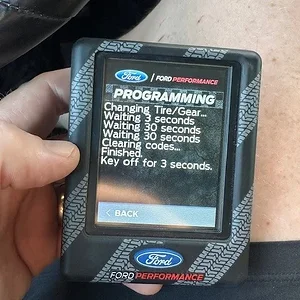 Ford / FORD PERFORMANCE
PROGRAMMING
Changing Tire/Gear...
Waiting 3 seconds
Waiting 30 seconds
Waiting 30 seconds
Clearing codes...
Finished.
Key off for 3 seconds.
< BACK
Ford
FORD PERFORMANCE